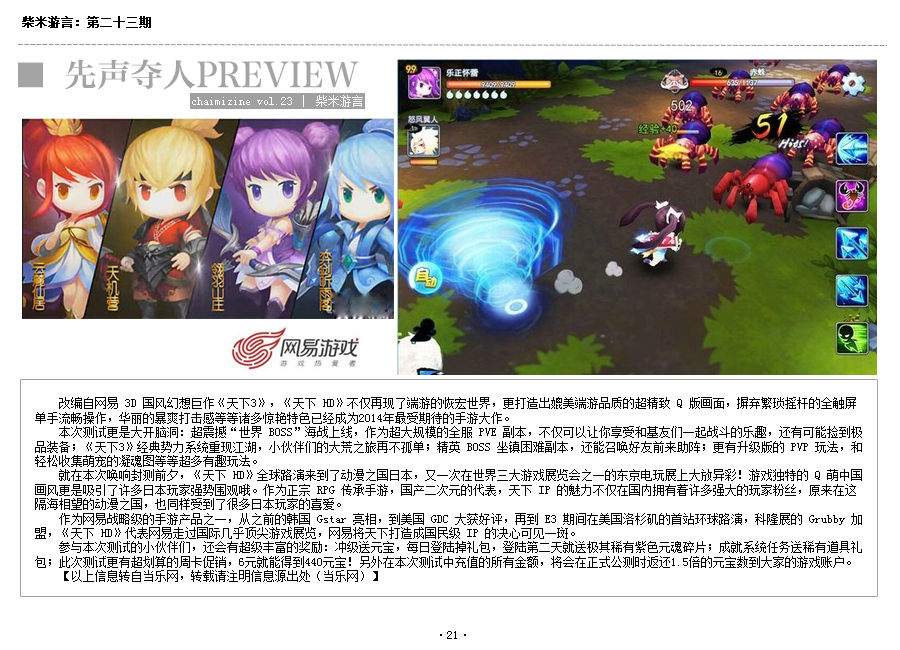 柴米游言：第二十三期
先声夺人PREVIEW
chaimizine vol.23 | 柴米游言
云麓仙居
天机营
翎羽山庄
弈剑听雨阁
网易游戏
游戏热爱者
99
乐正怀蕾
9409/9409
怒风翼人
16
赤蛛
635/1137
502
经验+40
51
Hits!
自动
改编自网易 3D 国风幻想巨作《天下3》，《天下 HD》不仅再现了端游的恢宏世界，更打造出媲美端游品质的超精致 Q 版画面，摒弃繁琐摇杆的全触屏
单手流畅操作，华丽的暴爽打击感等等诸多惊艳特色已经成为2014年最受期待的手游大作。
本次测试更是大开脑洞：超震撼“世界 BOSS”海战上线，作为超大规模的全服 PVE 副本，不仅可以让你享受和基友们一起战斗的乐趣，还有可能捡到极
品装备；《天下3》经典势力系统重现江湖，小伙伴们的大荒之旅再不孤单；精英 BOSS 坐镇困难副本，还能召唤好友前来助阵；更有升级版的 PVP 玩法，和
轻松收集萌宠的凝魂图等等超多有趣玩法。
就在本次唤响封测前夕，《天下 HD》全球路演来到了动漫之国日本，又一次在世界三大游戏展览会之一的东京电玩展上大放异彩！游戏独特的 Q 萌中国
画风更是吸引了许多日本玩家强势围观哦。作为正宗 RPG 传承手游，国产二次元的代表，天下 IP 的魅力不仅在国内拥有着许多强大的玩家粉丝，原来在这
隔海相望的动漫之国，也同样受到了很多日本玩家的喜爱。
作为网易战略级的手游产品之一，从之前的韩国 Gstar 亮相，到美国 GDC 大获好评，再到 E3 期间在美国洛杉矶的首站环球路演，科隆展的 Grubby 加
盟，《天下 HD》代表网易走过国际几乎顶尖游戏展览，网易将天下打造成国民级 IP 的决心可见一斑。
参与本次测试的小伙伴们，还会有超级丰富的奖励：冲级送元宝，每日登陆掉礼包，登陆第二天就送极其稀有紫色元魂碎片；成就系统任务送稀有道具礼
包；此次测试更有超划算的周卡促销，6元就能得到440元宝！另外在本次测试中充值的所有金额，将会在正式公测时返还1.5倍的元宝数到大家的游戏账户。
【以上信息转自当乐网，转载请注明信息源出处（当乐网）】
·21·